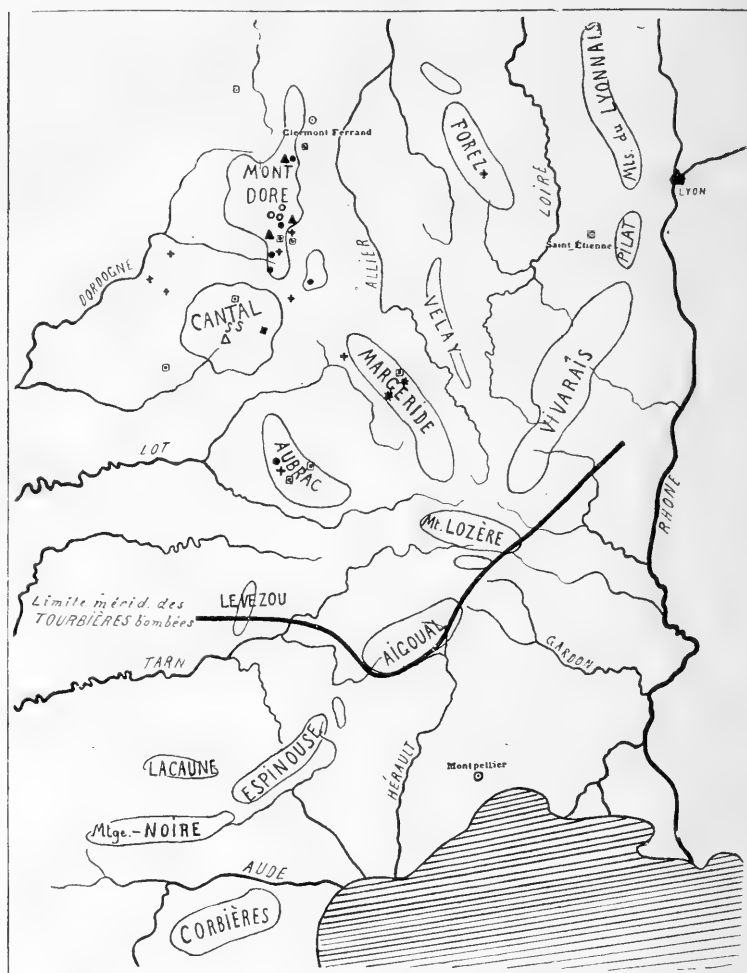 Mts. du LYONNAIS
Clermont Ferrand
FOREZ
MONT
DORE
LYON
LOIRE
Saint.Étienne
PILAT
ALLIER
DORDOGNE
VELAY
CANTAL
SS
MARGERIDE
VIVARAIS
LOT
AUBRAC
RHONE
Mt. LOZÈRE
LEVEZOU
Limite mérid. des
TOURBIÈRES bombées
AIGOUAL
GARDON
TARN
ESPINOUSE
LACAUNE
HÉRAULT
Montpellier
Mtge.-NOIRE
AUDE
CORBIÈRES